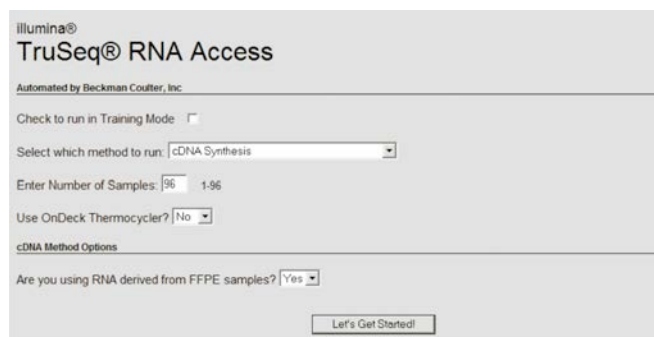 illumina®
TruSeq® RNA Access
Automated by Beckman Coulter, Inc
Check to run in Training Mode
Select which method to run: cDNA Synthesis
Enter Number of Samples: 96 1-96
Use OnDeck Thermocycler? No
cDNA Method Options
Are you using RNA derived from FFPE samples? Yes
Let's Get Started!